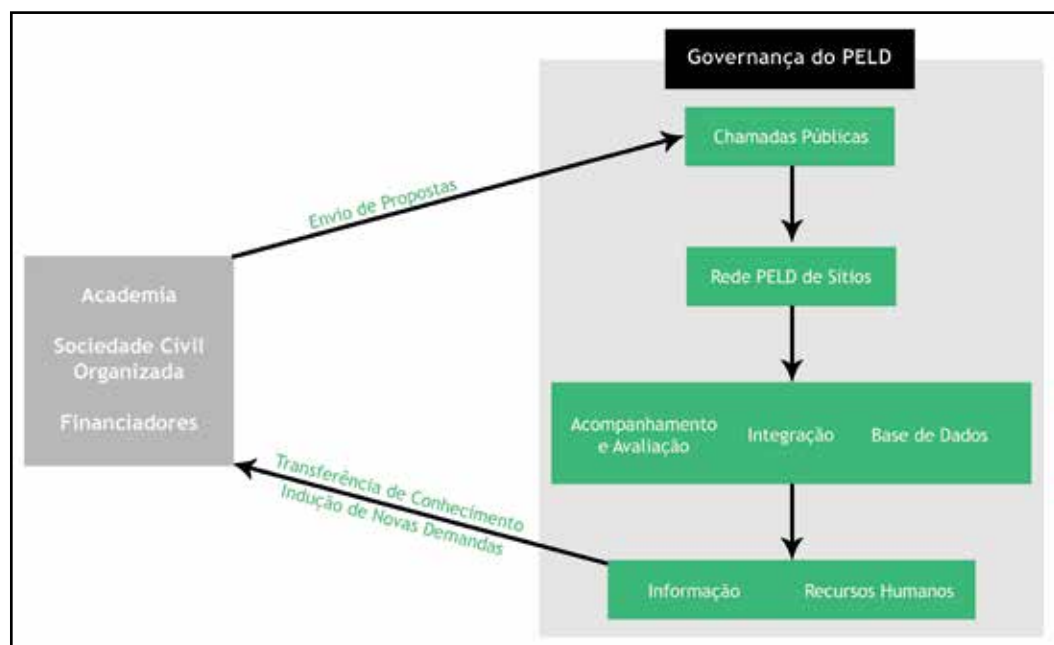 Governança do PELD
Chamadas Públicas
Envio de Propostas
Rede PELD de Sítios
Academia
Sociedade Civil
Organizada
Financiadores
Acompanhamento
e Avaliação
Integração
Base de Dados
Transferência de Conhecimento
Indução de Novas Demandas
Informação
Recursos Humanos